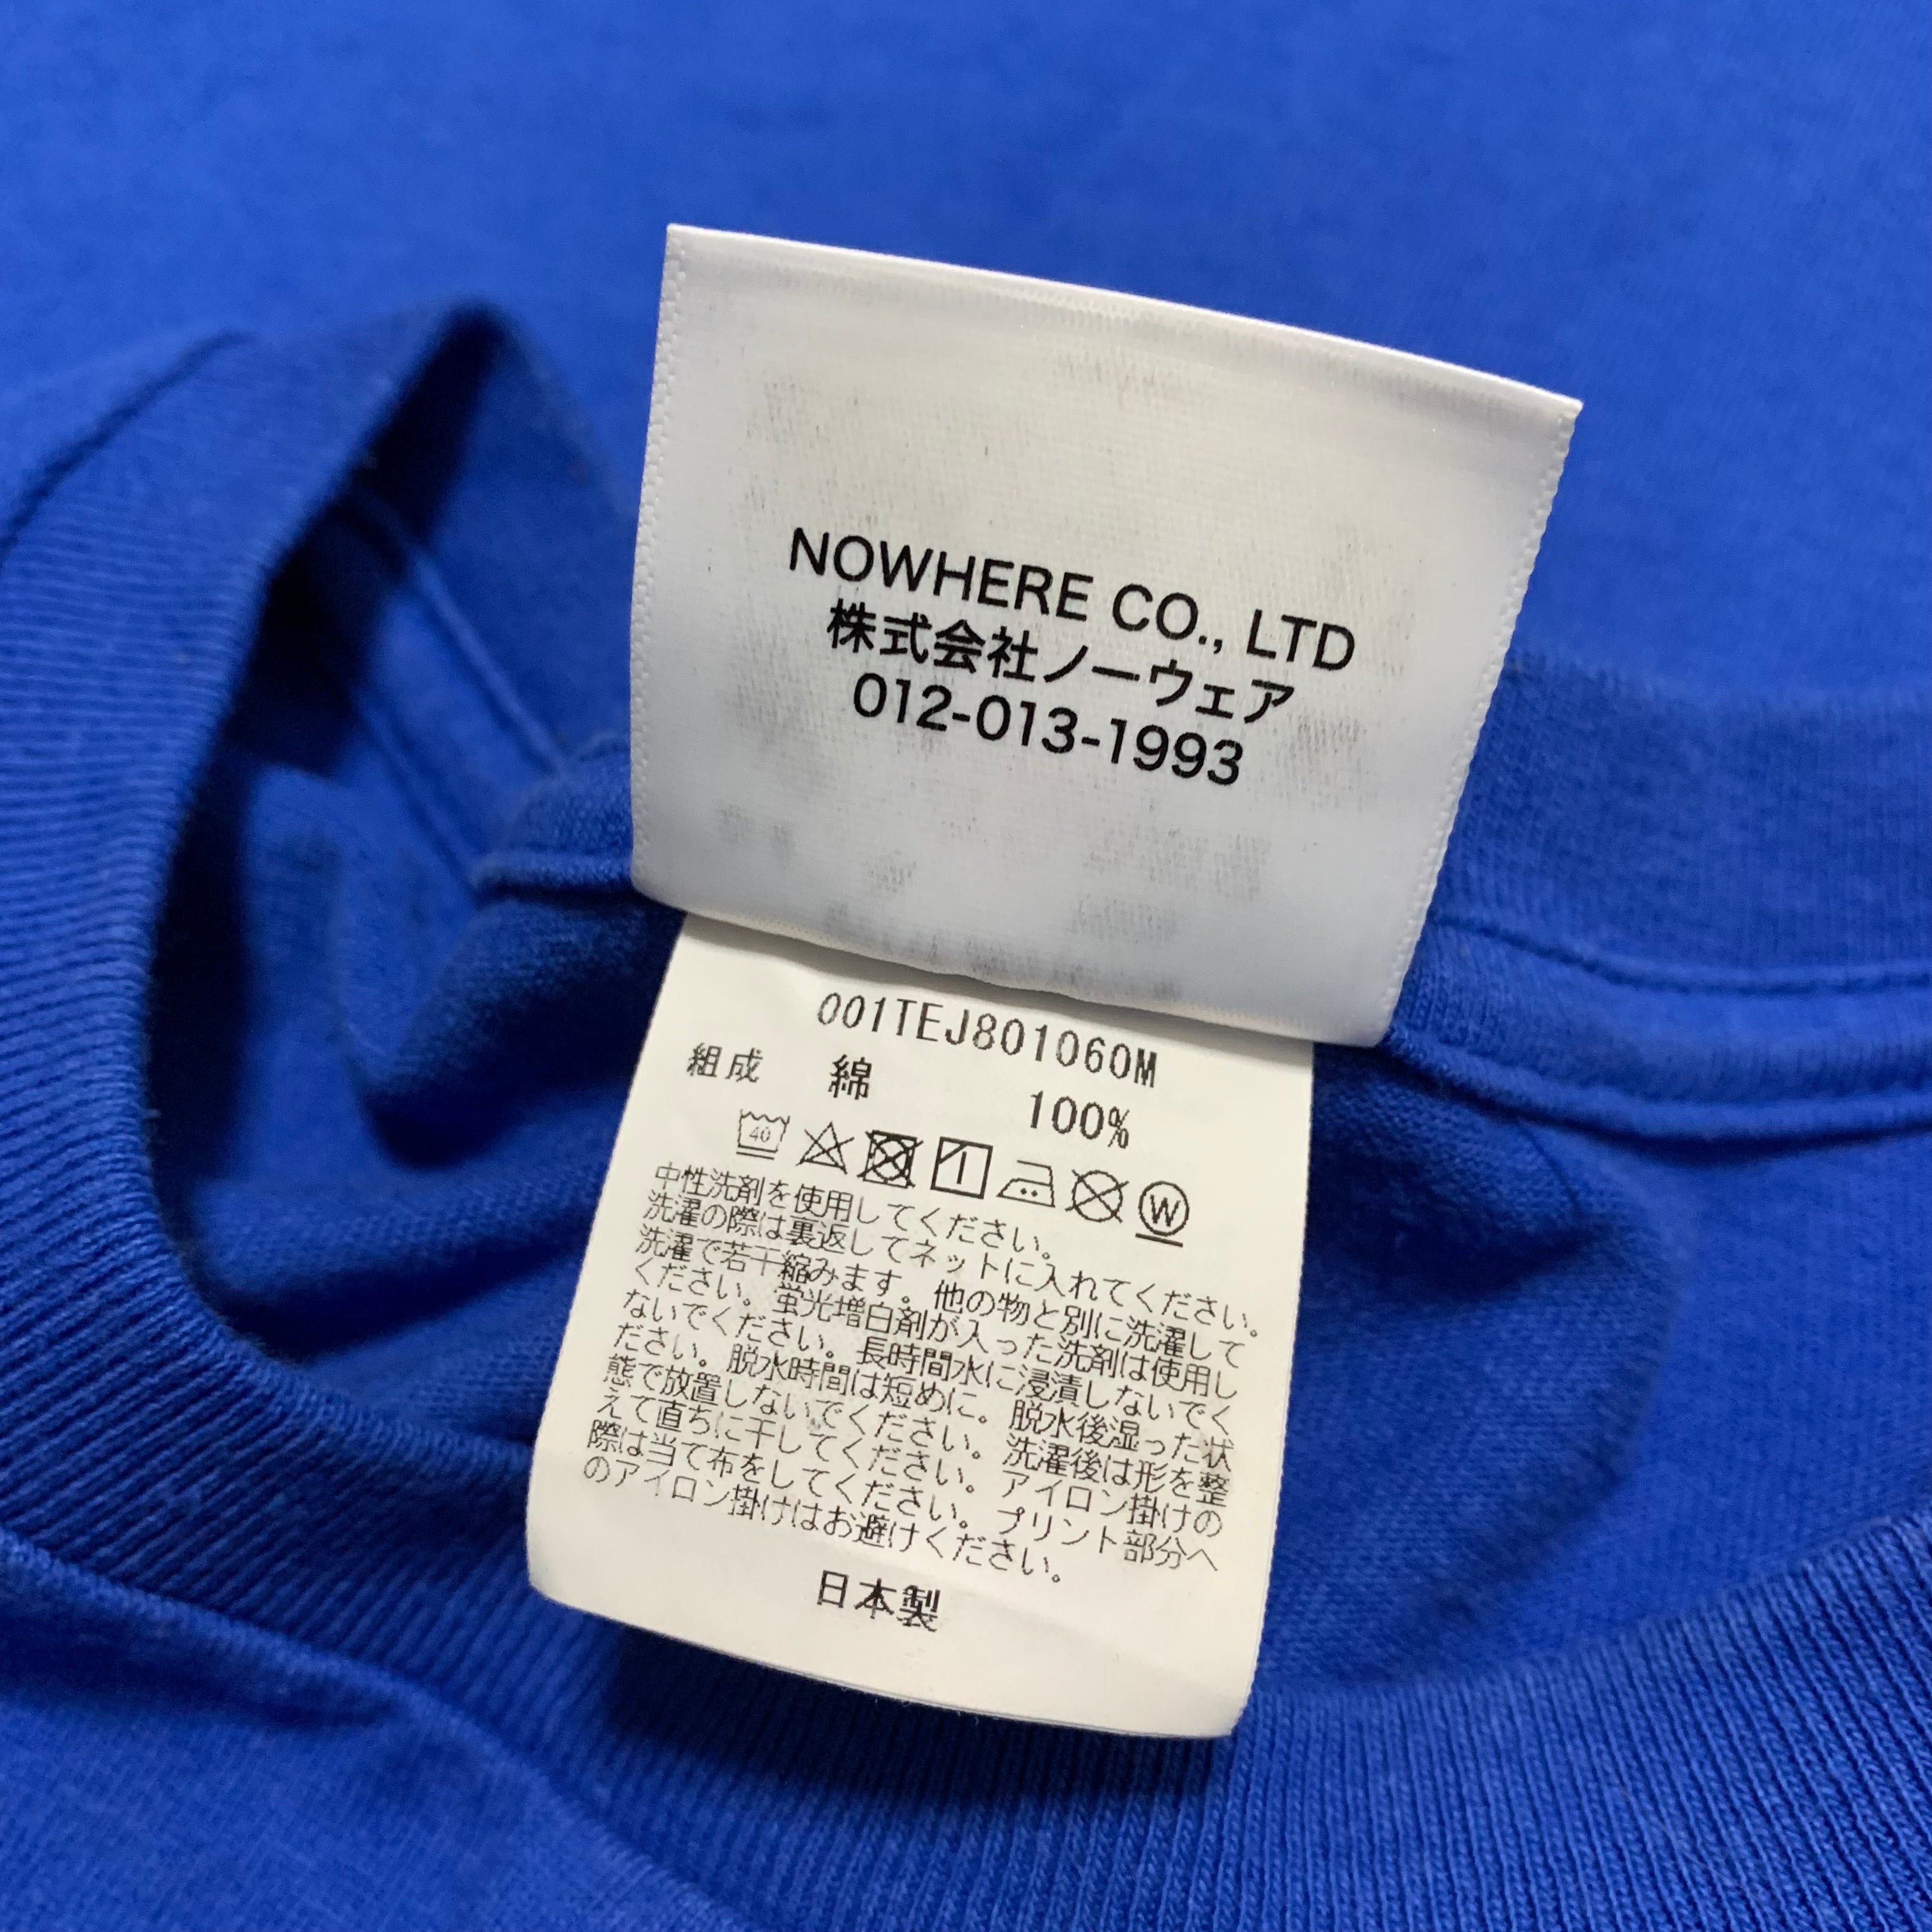 NOWHERE CO., LTD
株式会社ノーウェア
012-013-1993
001TEJ801060M
組成 綿 100%
40
W
中性洗剤を使用してください。
洗濯の際は裏返してネットに入れてください。
洗濯で若干縮みます。他の物と別に洗濯して
ください。蛍光増白剤が入った洗剤は使用し
ないでください。長時間水に浸漬しないでく
ださい。脱水時間は短めに。脱水後湿った状
態で放置しないでください。洗濯後は形を整
えて直ちに干してください。アイロン掛けの
際は当て布をしてください。プリント部分へ
のアイロン掛けはお避けください。
日本製